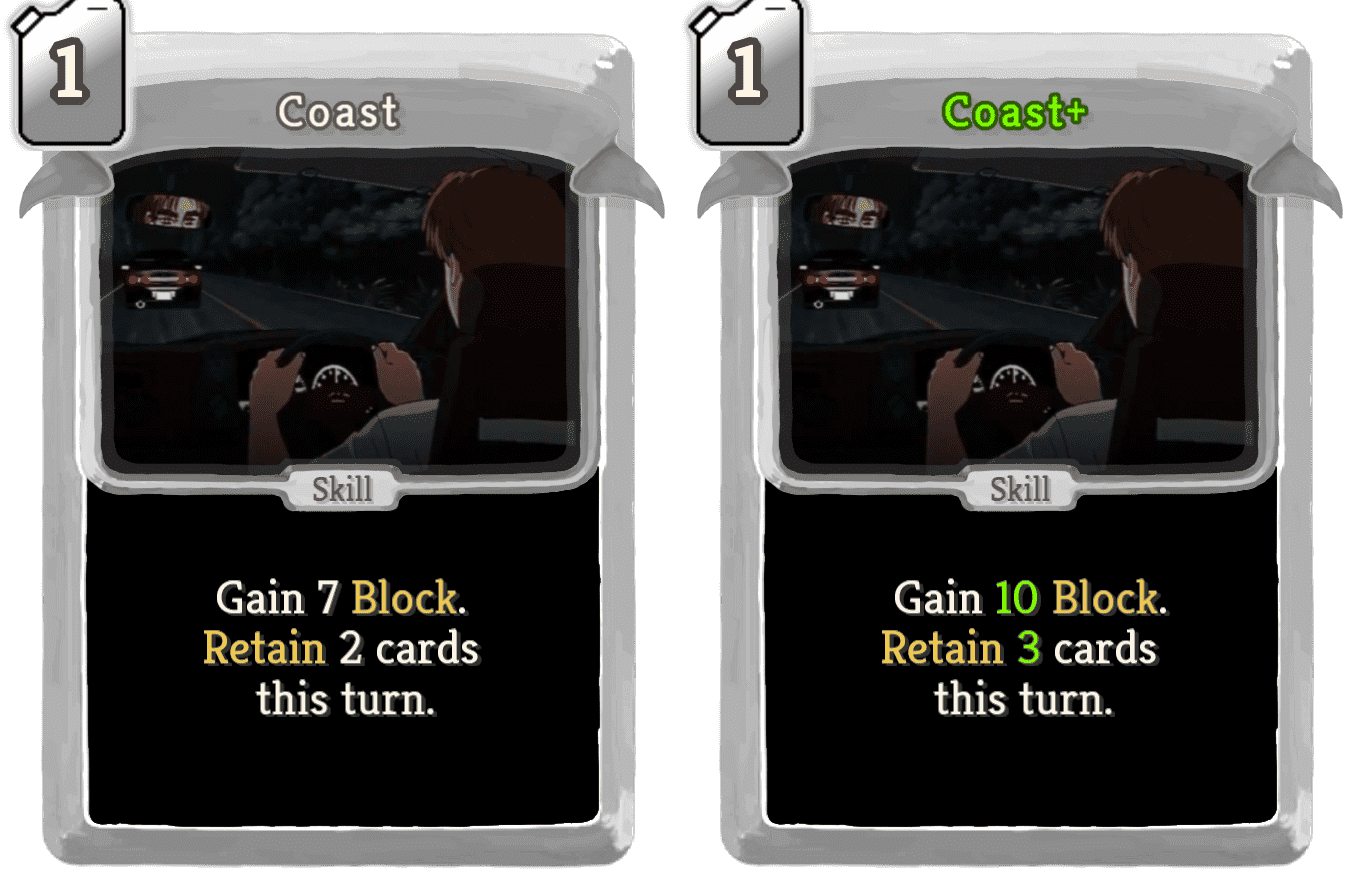 1
Coast
Skill
Gain 7 Block.
Retain 2 cards
this turn.
1
Coast+
Skill
Gain 10 Block.
Retain 3 cards
this turn.